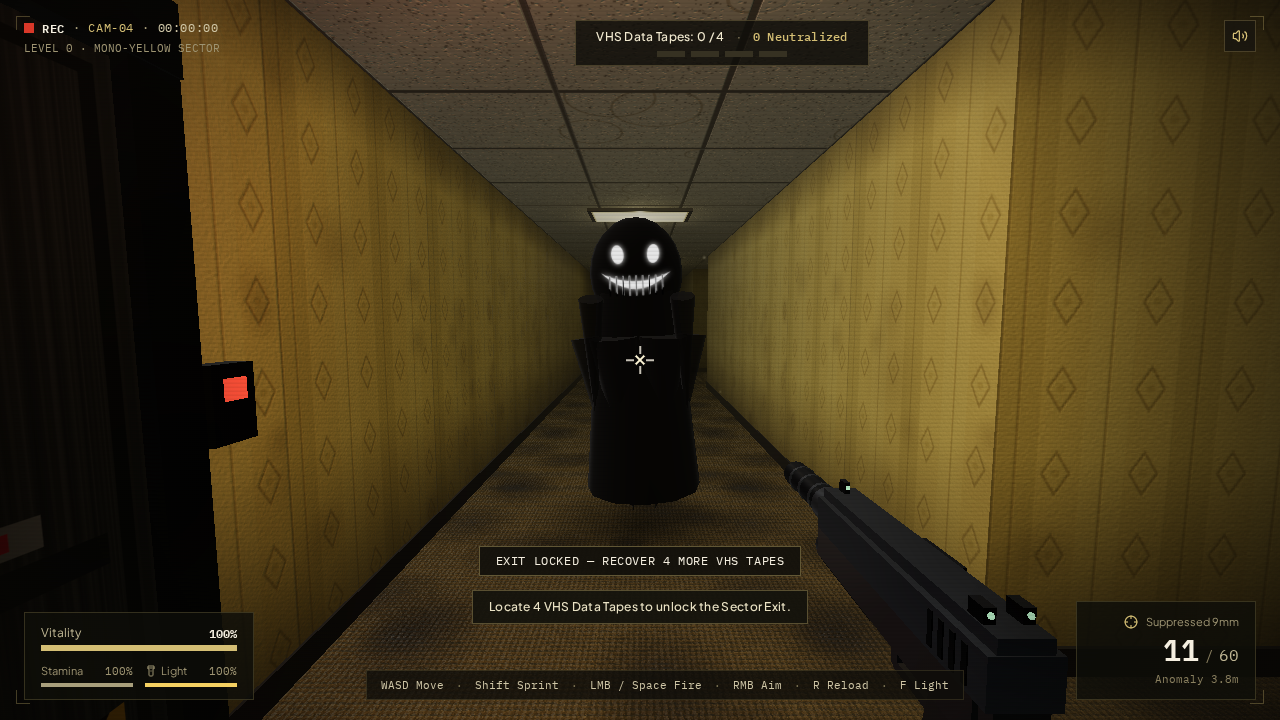 REC · CAM-04 · 00:00:00
LEVEL 0 · MONO-YELLOW SECTOR
VHS Data Tapes: 0 / 4 · 0 Neutralized
EXIT LOCKED — RECOVER 4 MORE VHS TAPES
Locate 4 VHS Data Tapes to unlock the Sector Exit.
Vitality 100%
Stamina 100% Light 100%
WASD Move · Shift Sprint · LMB / Space Fire · RMB Aim · R Reload · F Light
Suppressed 9mm
11 / 60
Anomaly 3.8m